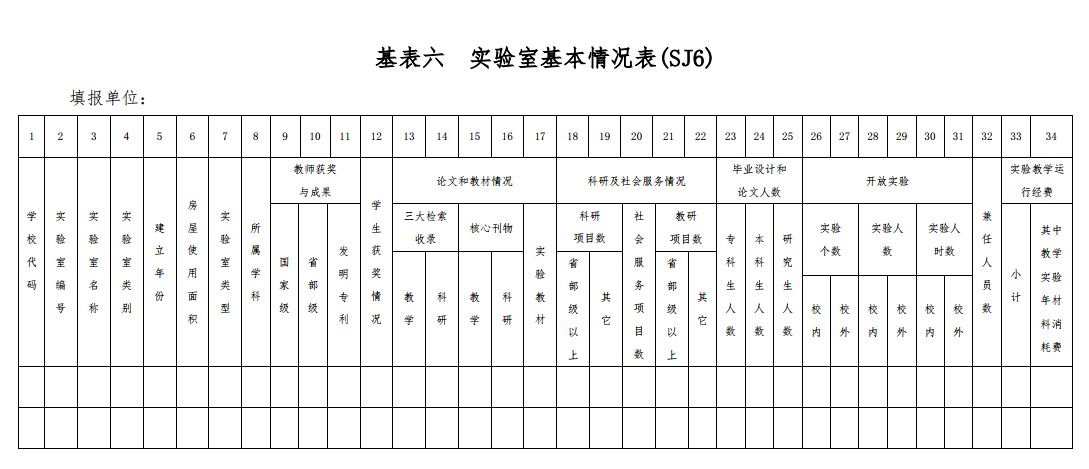 基表六 实验室基本情况表(SJ6)
填报单位:
1 2 3 4 5 6 7 8 9 10 11 12 13 14 15 16 17 18 19 20 21 22 23 24 25 26 27 28 29 30 31 32 33 34
学校代码
实验室编号
实验室名称
实验室类别
建立年份
房屋使用面积
实验室类型
所属学科
教师获奖
与成果
国家级
省部级
发明专利
学生获奖情况
论文和教材情况
三大检索
收录
教学
科研
核心刊物
教学
科研
实验教材
科研及社会服务情况
科研
项目数
省部级以上
其它
社会服务项目数
教研
项目数
省部级以上
其它
毕业设计和
论文人数
专科生人数
本科生人数
研究生人数
开放实验
实验
个数
校内
校外
实验人
数
校内
校外
实验人
时数
校内
校外
兼任人员数
实验教学运
行经费
小计
其中
教学
实验
年材
料消
耗费